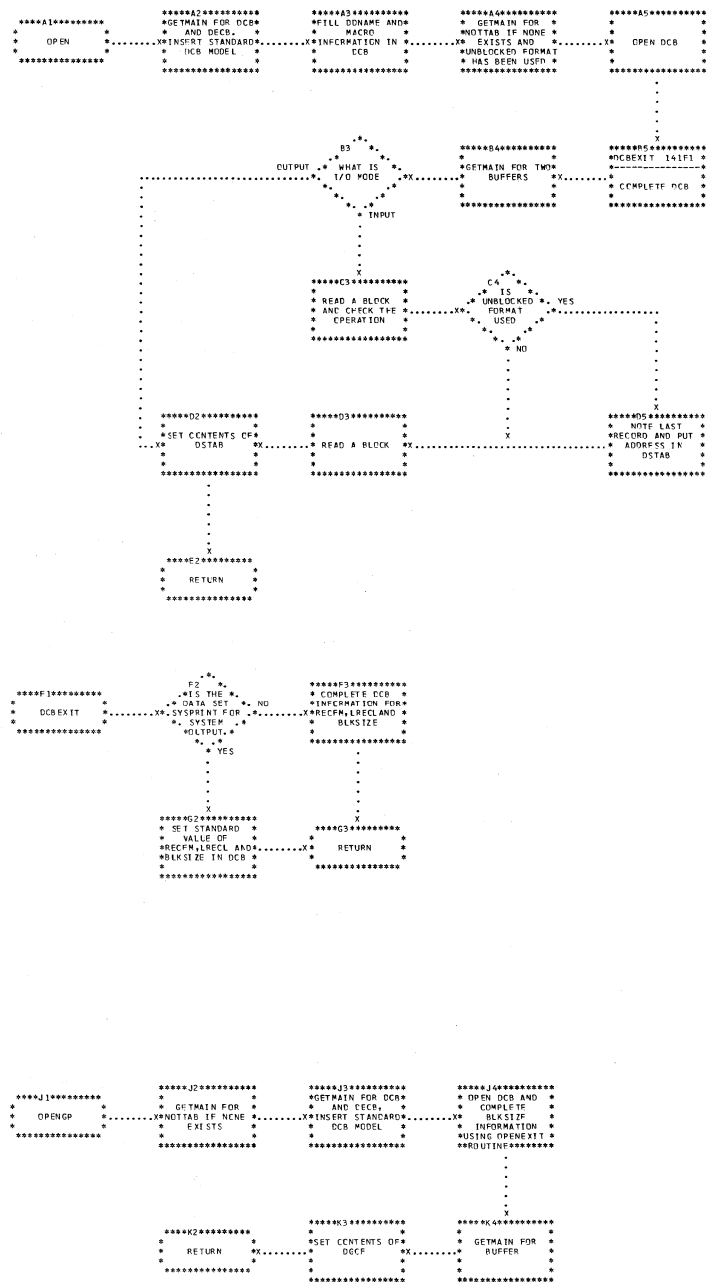 A1
OPEN
A2
GETMAIN FOR DCB
AND DECB.
INSERT STANDARD
DCB MODEL
A3
FILL DDNAME AND
MACRO
INFORMATION IN
DCB
A4
GETMAIN FOR
NOTTAB IF NONE
EXISTS AND
UNBLOCKED FORMAT
HAS BEEN USED
A5
OPEN DCB
B3
WHAT IS
I/O MODE
OUTPUT
INPUT
B4
GETMAIN FOR TWO
BUFFERS
B5
DCBEXIT 141F1
COMPLETE DCB
C3
READ A BLOCK
AND CHECK THE
OPERATION
C4
IS
UNBLOCKED
FORMAT
USED
YES
NO
D2
SET CONTENTS OF
DSTAB
D3
READ A BLOCK
D5
NOTE LAST
RECORD AND PUT
ADDRESS IN
DSTAB
E2
RETURN
F1
DCBEXIT
F2
IS THE
DATA SET
SYSPRINT FOR
SYSTEM
OUTPUT.
NO
YES
F3
COMPLETE DCB
INFORMATION FOR
RECFM,LRECLAND
BLKSIZE
G2
SET STANDARD
VALUE OF
RECFM,LRECL AND
BLKSIZE IN DCB
G3
RETURN
J1
OPENGP
J2
GETMAIN FOR
NOTTAB IF NONE
EXISTS
J3
GETMAIN FOR DCB
AND DECB,
INSERT STANDARD
DCB MODEL
J4
OPEN DCB AND
COMPLETE
BLKSIZE
INFORMATION
USING OPENEXIT
ROUTINE
K2
RETURN
K3
SET CONTENTS OF
K4
GETMAIN FOR
BUFFER